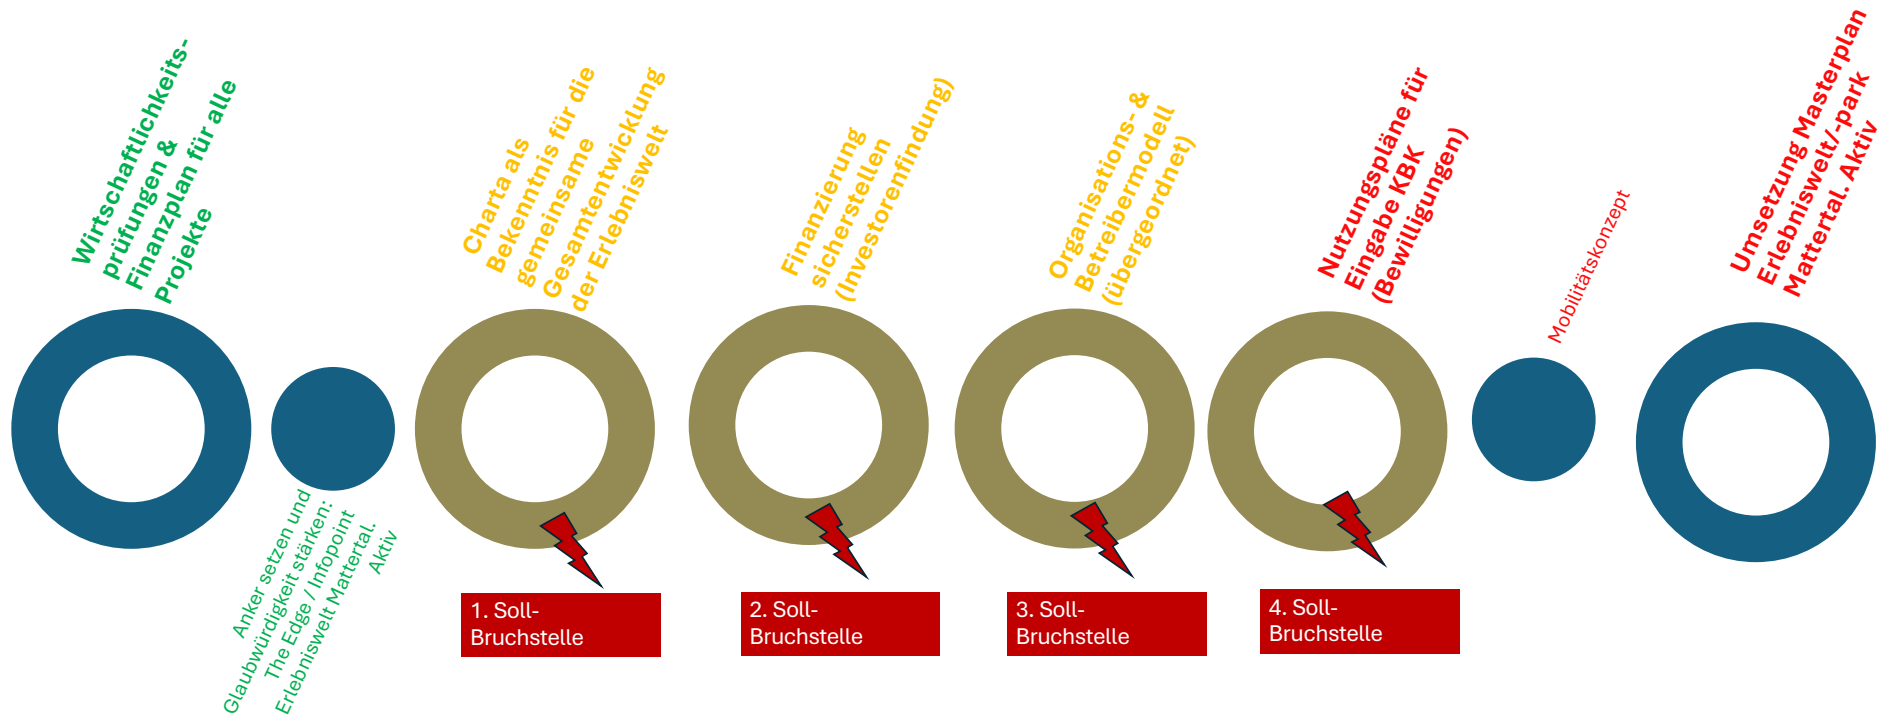 Wirtschaftlichkeits-
prüfungen &
Finanzplan für alle
Projekte
Anker setzen und
Glaubwürdigkeit stärken:
The Edge / Infopoint
Erlebniswelt Mattertal.
Aktiv
Charta als
Bekenntnis für die
gemeinsame
Gesamtentwicklung
der Erlebniswelt
1. Soll-
Bruchstelle
Finanzierung
sicherstellen
(Investorenfindung)
2. Soll-
Bruchstelle
Organisations- &
Betreibermodell
(übergeordnet)
3. Soll-
Bruchstelle
Nutzungspläne für
Eingabe KBK
(Bewilligungen)
4. Soll-
Bruchstelle
Mobilitätskonzept
Umsetzung Masterplan
Erlebniswelt/-park
Mattertal. Aktiv